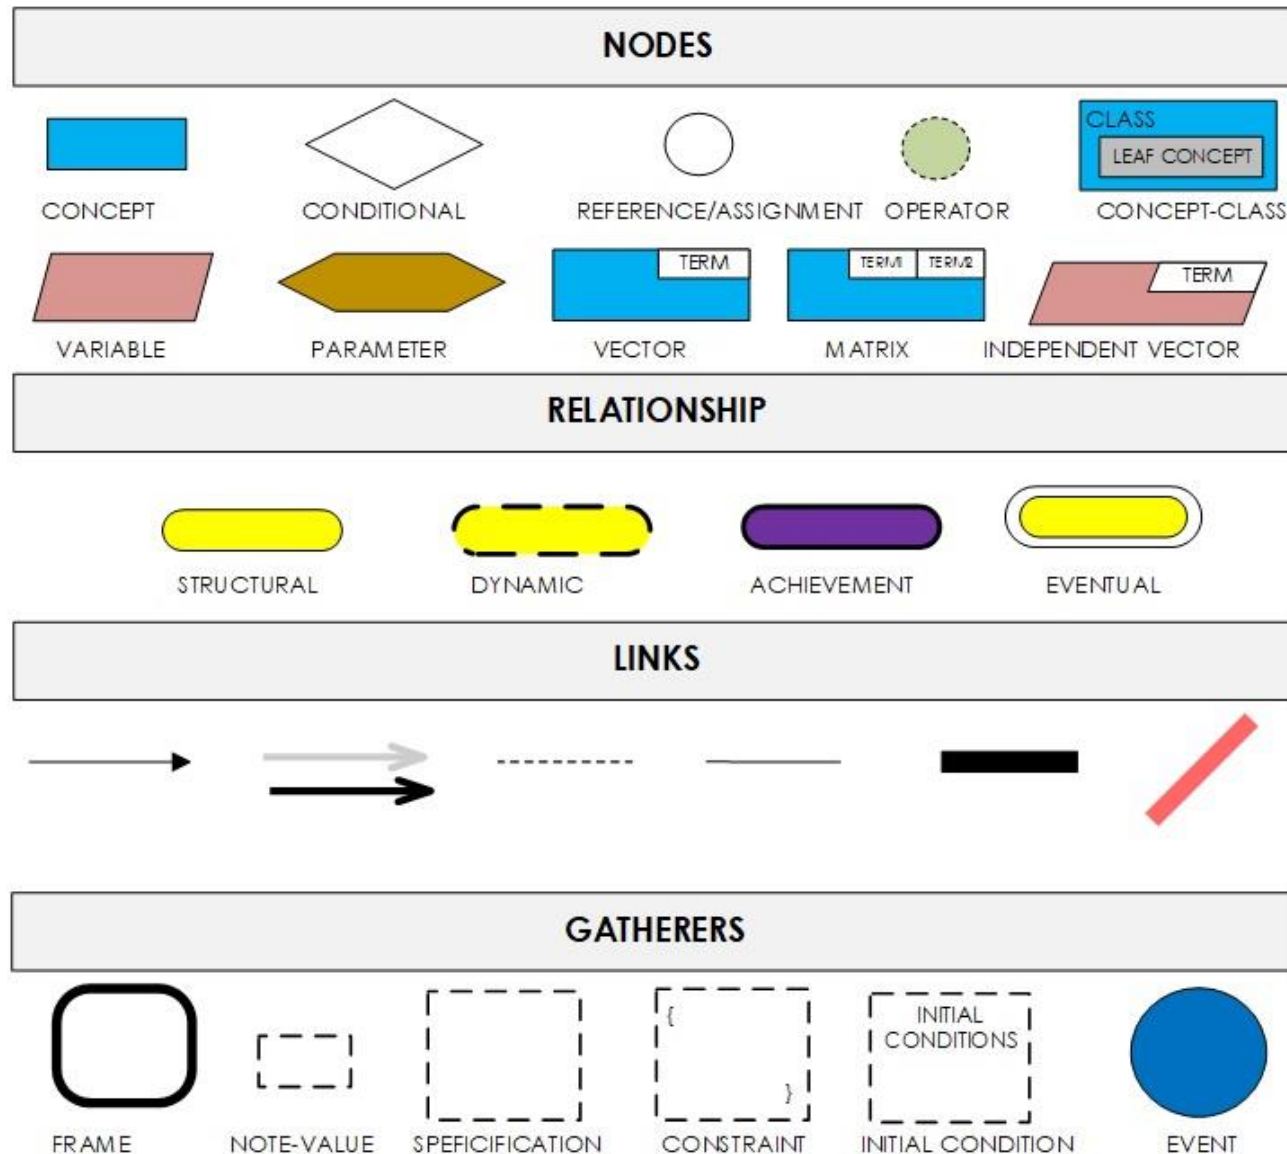 NODES
CLASS
LEAF CONCEPT
CONCEPT
CONDITIONAL
REFERENCE/ASSIGNMENT
OPERATOR
CONCEPT-CLASS
TERM
TERM1
TERM2
TERM
VARIABLE
PARAMETER
VECTOR
MATRIX
INDEPENDENT VECTOR
RELATIONSHIP
STRUCTURAL
DYNAMIC
ACHIEVEMENT
EVENTUAL
LINKS
GATHERERS
{
}
INITIAL
CONDITIONS
FRAME
NOTE-VALUE
SPEFICIFICATION
CONSTRAINT
INITIAL CONDITION
EVENT